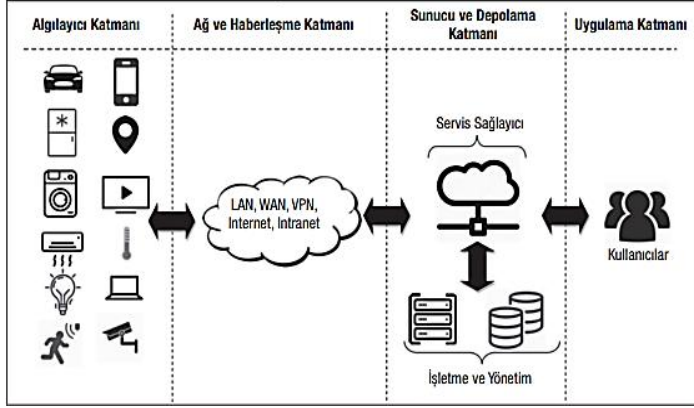 Algılayıcı Katmanı
Ağ ve Haberleşme Katmanı
Sunucu ve Depolama
Katmanı
Uygulama Katmanı
Servis Sağlayıcı
LAN, WAN, VPN,
Internet, Intranet
Kullanıcılar
İşletme ve Yönetim